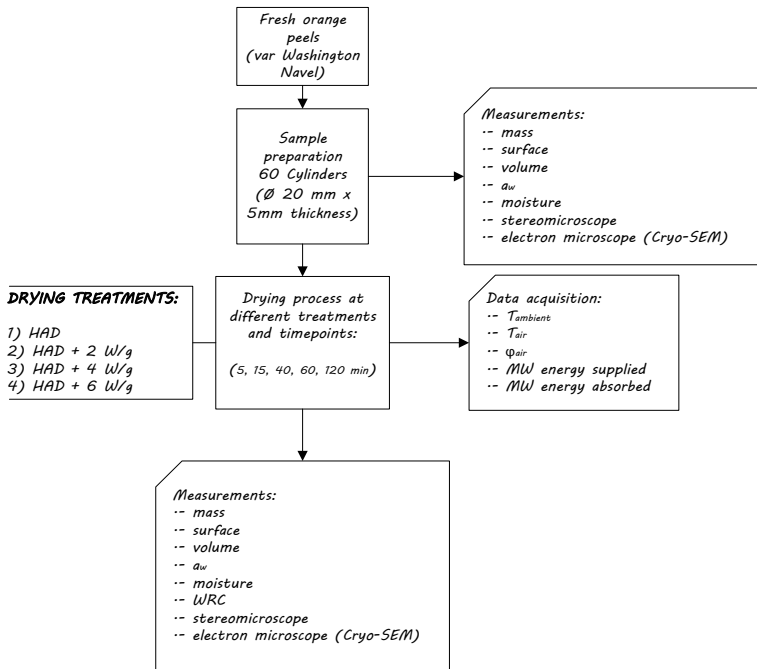 Fresh orange
peels
(var Washington
Navel)
Sample
preparation
60 Cylinders
(Ø 20 mm x
5mm thickness)
Measurements:
·- mass
·- surface
·- volume
·- aw
·- moisture
·- stereomicroscope
·- electron microscope (Cryo-SEM)
DRYING TREATMENTS:
1) HAD
2) HAD + 2 W/g
3) HAD + 4 W/g
4) HAD + 6 W/g
Drying process at
different treatments
and timepoints:
(5, 15, 40, 60, 120 min)
Data acquisition:
·- Tambient
·- Tair
·- φair
·- MW energy supplied
·- MW energy absorbed
Measurements:
·- mass
·- surface
·- volume
·- aw
·- moisture
·- WRC
·- stereomicroscope
·- electron microscope (Cryo-SEM)